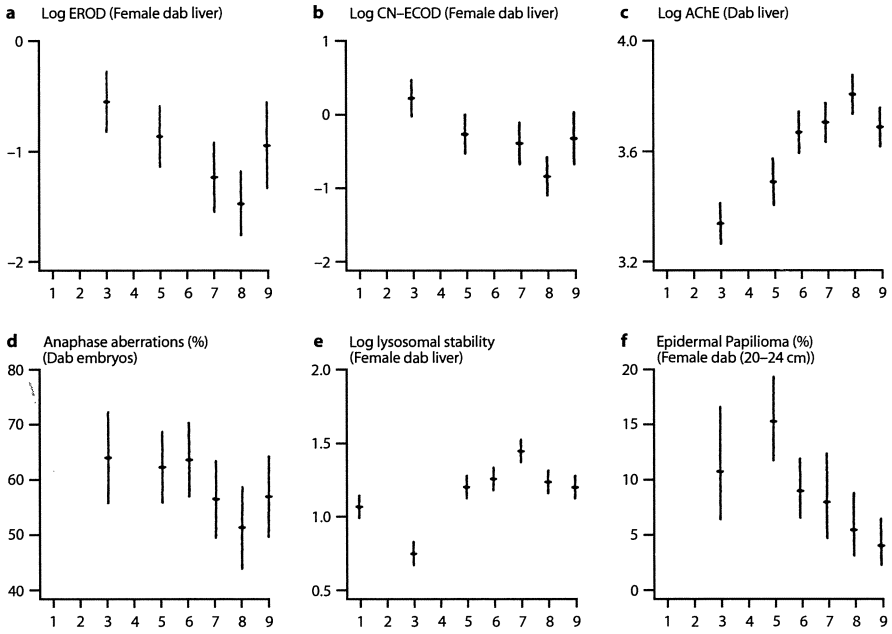 a Log EROD (Female dab liver)
0
−1
−2
1 2 3 4 5 6 7 8 9
b Log CN–ECOD (Female dab liver)
1
0
−1
−2
1 2 3 4 5 6 7 8 9
c Log AChE (Dab liver)
4.0
3.6
3.2
1 2 3 4 5 6 7 8 9
d Anaphase aberrations (%)
(Dab embryos)
80
70
60
50
40
1 2 3 4 5 6 7 8 9
e Log lysosomal stability
(Female dab liver)
2.0
1.5
1.0
0.5
1 2 3 4 5 6 7 8 9
f Epidermal Papilioma (%)
(Female dab (20–24 cm))
20
15
10
5
0
1 2 3 4 5 6 7 8 9